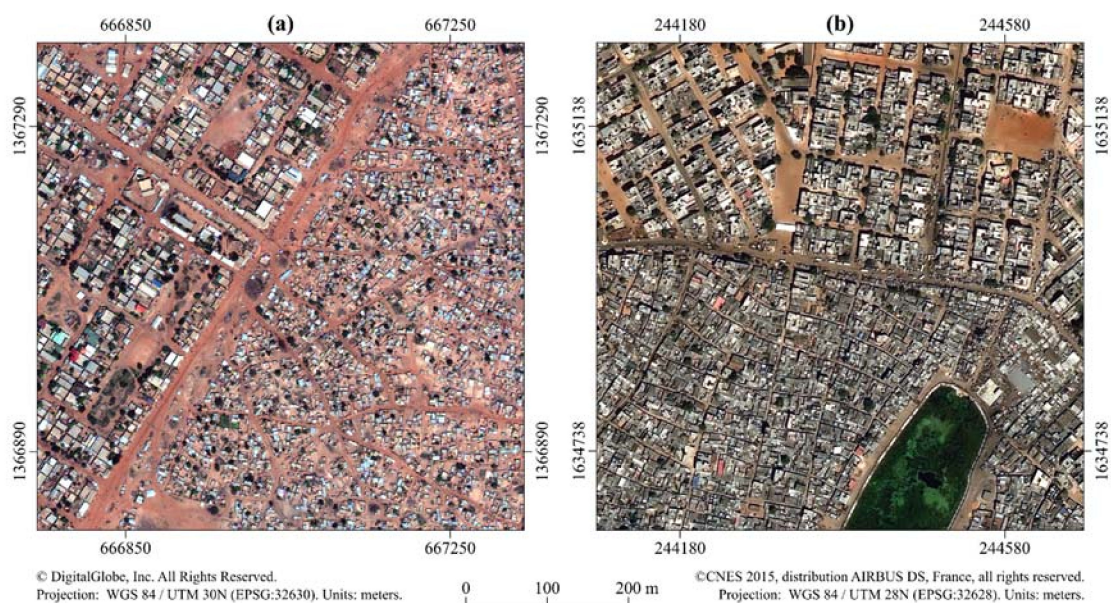 (a)
(b)
666850
667250
244180
244580
1367290
1367290
1635138
1635138
1366890
1366890
1634738
1634738
666850
667250
244180
244580
© DigitalGlobe, Inc. All Rights Reserved.
Projection: WGS 84 / UTM 30N (EPSG:32630). Units: meters.
0 100 200 m
©CNES 2015, distribution AIRBUS DS, France, all rights reserved.
Projection: WGS 84 / UTM 28N (EPSG:32628). Units: meters.